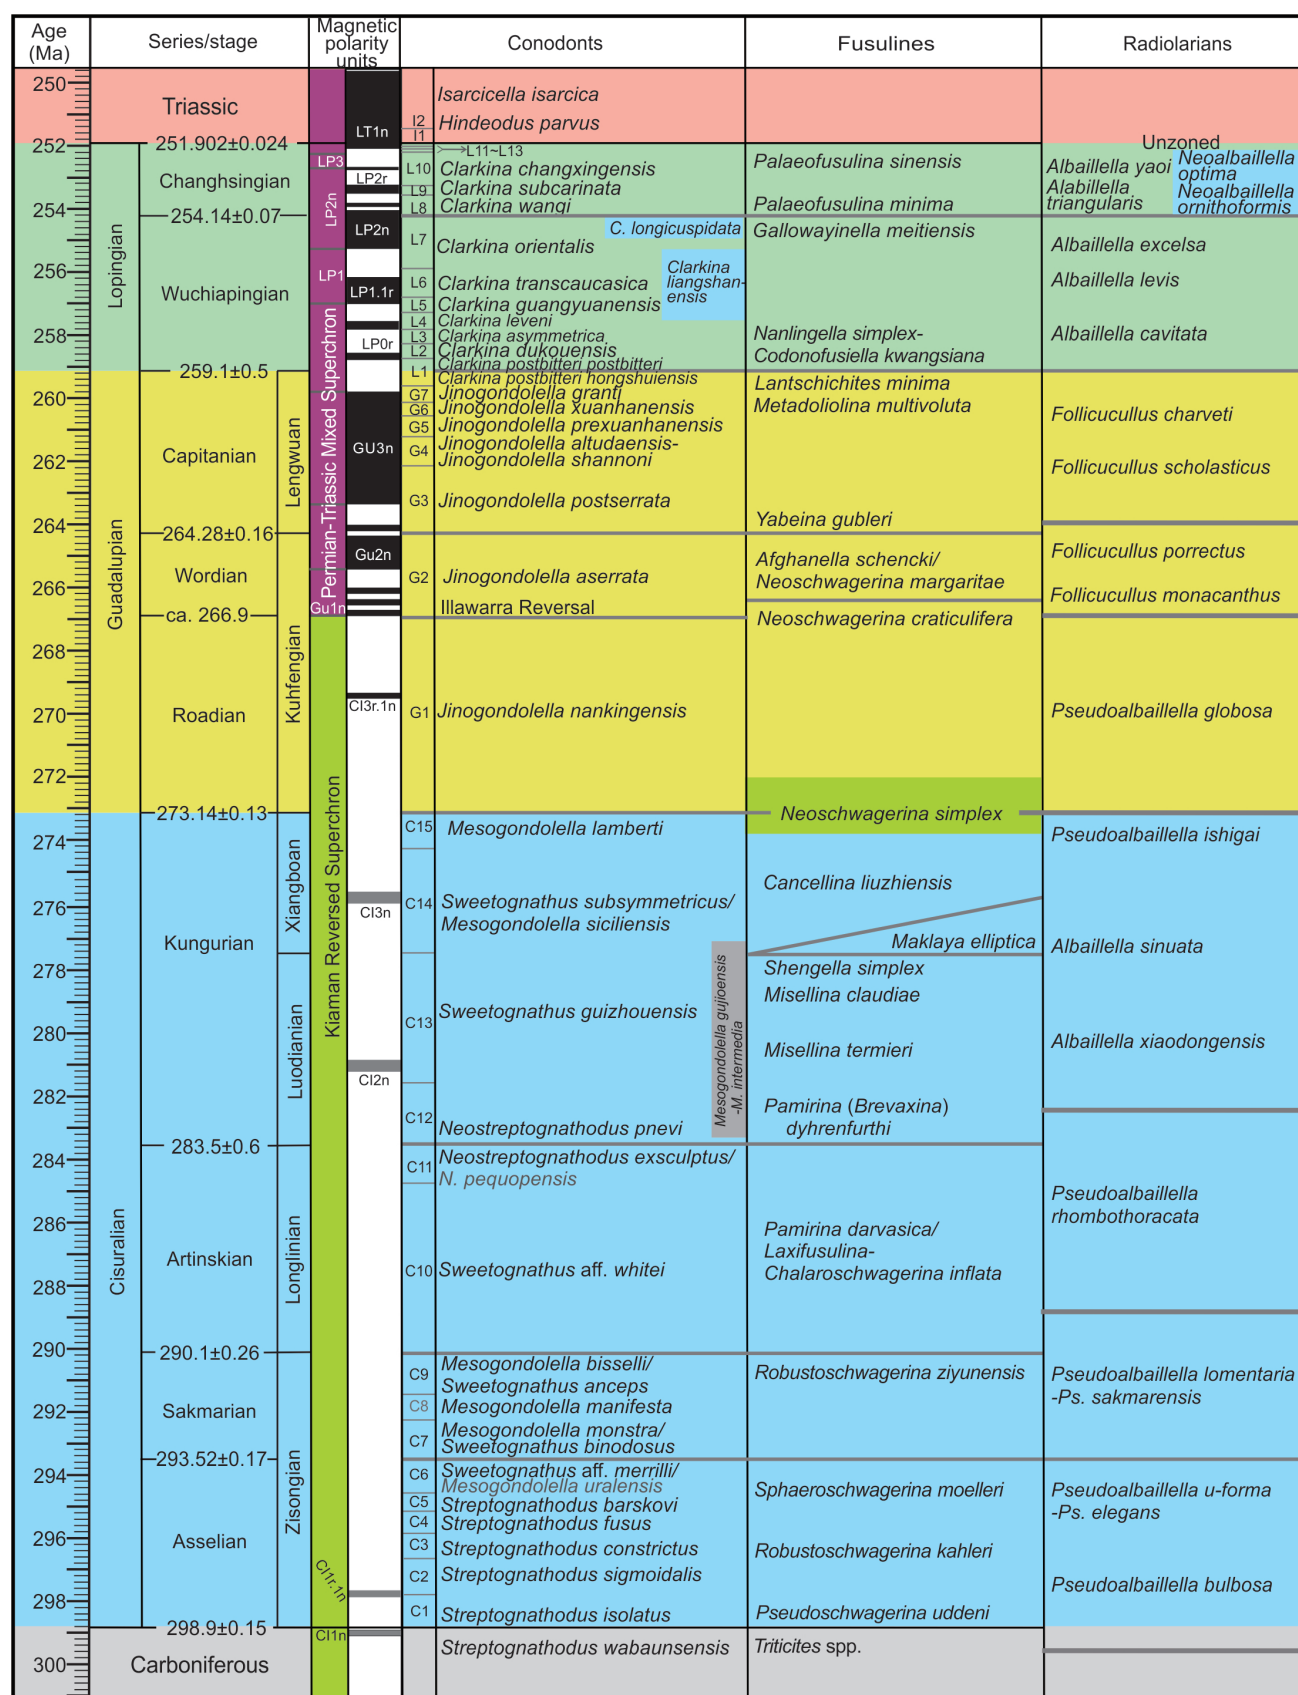 Age
(Ma)
Series/stage
Magnetic
polarity
units
Conodonts
Fusulines
Radiolarians
250
252
254
256
258
260
262
264
266
268
270
272
274
276
278
280
282
284
286
288
290
292
294
296
298
300
Triassic
251.902±0.024
Changhsingian
254.14±0.07
Wuchiapingian
259.1±0.5
Capitanian
264.28±0.16
Wordian
ca. 266.9
Roadian
273.14±0.13
Kungurian
283.5±0.6
Artinskian
290.1±0.26
Sakmarian
293.52±0.17
Asselian
298.9±0.15
Carboniferous
Lopingian
Guadalupian
Cisuralian
Lengwuan
Kuhfengian
Xiangboan
Luodianian
Longlinian
Zisongian
LP3
LP2n
LP1
Permian-Triassic Mixed Superchron
Gu1n
Kiaman Reversed Superchron
CI1r.1n
CI1n
LT1n
LP2r
LP2n
LP1.1r
LP0r
GU3n
Gu2n
CI3r.1n
CI3n
CI2n
Isarcicella isarcica
I2 Hindeodus parvus
I1
L11~L13
L10 Clarkina changxingensis
L9 Clarkina subcarinata
L8 Clarkina wangi
C. longicuspidata
L7 Clarkina orientalis
Clarkina
liangshan-
ensis
L6 Clarkina transcaucasica
L5 Clarkina guangyuanensis
L4 Clarkina leveni
L3 Clarkina asymmetrica
L2 Clarkina dukouensis
Clarkina postbitteri postbitteri
L1
Clarkina postbitteri hongshuiensis
G7 Jinogondolella granti
G6 Jinogondolella xuanhanensis
G5 Jinogondolella prexuanhanensis
G4 Jinogondolella altudaensis-
Jinogondolella shannoni
G3 Jinogondolella postserrata
G2 Jinogondolella aserrata
Illawarra Reversal
G1 Jinogondolella nankingensis
C15 Mesogondolella lamberti
C14 Sweetognathus subsymmetricus/
Mesogondolella siciliensis
C13 Sweetognathus guizhouensis
Mesogondolella gujioensis
-M. intermedia
C12 Neostreptognathodus pnevi
C11 Neostreptognathodus exsculptus/
N. pequopensis
C10 Sweetognathus aff. whitei
C9 Mesogondolella bisselli/
Sweetognathus anceps
C8 Mesogondolella manifesta
C7 Mesogondolella monstra/
Sweetognathus binodosus
C6 Sweetognathus aff. merrilli/
Mesogondolella uralensis
C5 Streptognathodus barskovi
C4 Streptognathodus fusus
C3 Streptognathodus constrictus
C2 Streptognathodus sigmoidalis
C1 Streptognathodus isolatus
Streptognathodus wabaunsensis
Palaeofusulina sinensis
Palaeofusulina minima
Gallowayinella meitiensis
Nanlingella simplex-
Codonofusiella kwangsiana
Lantschichites minima
Metadoliolina multivoluta
Yabeina gubleri
Afghanella schencki/
Neoschwagerina margaritae
Neoschwagerina craticulifera
Neoschwagerina simplex
Cancellina liuzhiensis
Maklaya elliptica
Shengella simplex
Misellina claudiae
Misellina termieri
Pamirina (Brevaxina)
dyhrenfurthi
Pamirina darvasica/
Laxifusulina-
Chalaroschwagerina inflata
Robustoschwagerina ziyunensis
Sphaeroschwagerina moelleri
Robustoschwagerina kahleri
Pseudoschwagerina uddeni
Triticites spp.
Unzoned
Albaillella yaoi
Alabillella
triangularis
Neoalbaillella
optima
Neoalbaillella
ornithoformis
Albaillella excelsa
Albaillella levis
Albaillella cavitata
Follicucullus charveti
Follicucullus scholasticus
Follicucullus porrectus
Follicucullus monacanthus
Pseudoalbaillella globosa
Pseudoalbaillella ishigai
Albaillella sinuata
Albaillella xiaodongensis
Pseudoalbaillella
rhombothoracata
Pseudoalbaillella lomentaria
-Ps. sakmarensis
Pseudoalbaillella u-forma
-Ps. elegans
Pseudoalbaillella bulbosa